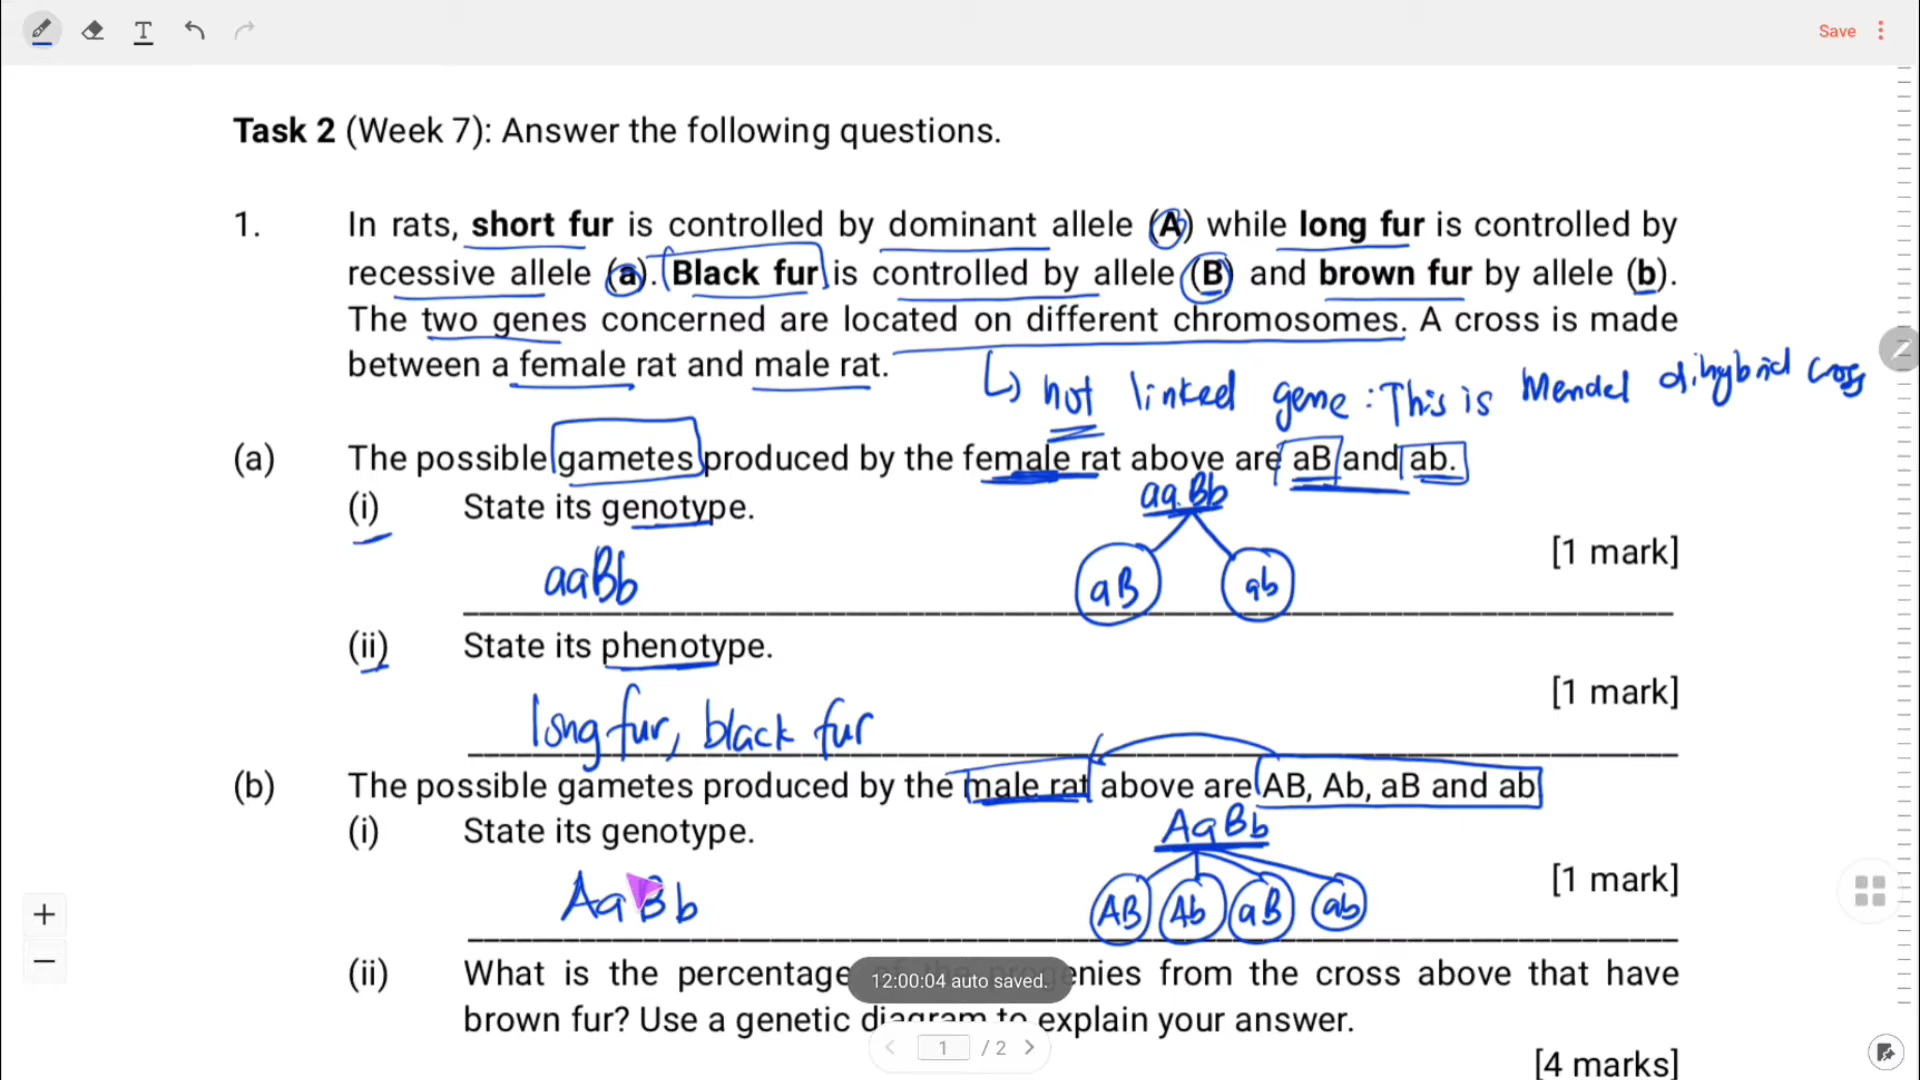 Save
Task 2 (Week 7): Answer the following questions.
1. In rats, short fur is controlled by dominant allele (A) while long fur is controlled by
recessive allele (a). Black fur is controlled by allele (B) and brown fur by allele (b).
The two genes concerned are located on different chromosomes. A cross is made
between a female rat and male rat.
not linked gene : This is Mendel dihybrid cross
(a) The possible gametes produced by the female rat above are aB and ab.
aaBb
(i) State its genotype.
[1 mark]
aaBb
aB ab
(ii) State its phenotype.
[1 mark]
long fur, black fur
(b) The possible gametes produced by the male rat above are AB, Ab, aB and ab
(i) State its genotype.
AaBb
[1 mark]
AaBb
AB Ab aB ab
(ii) What is the percentage of the progenies from the cross above that have
12:00:04 auto saved.
brown fur? Use a genetic diagram to explain your answer.
1 / 2
[4 marks]